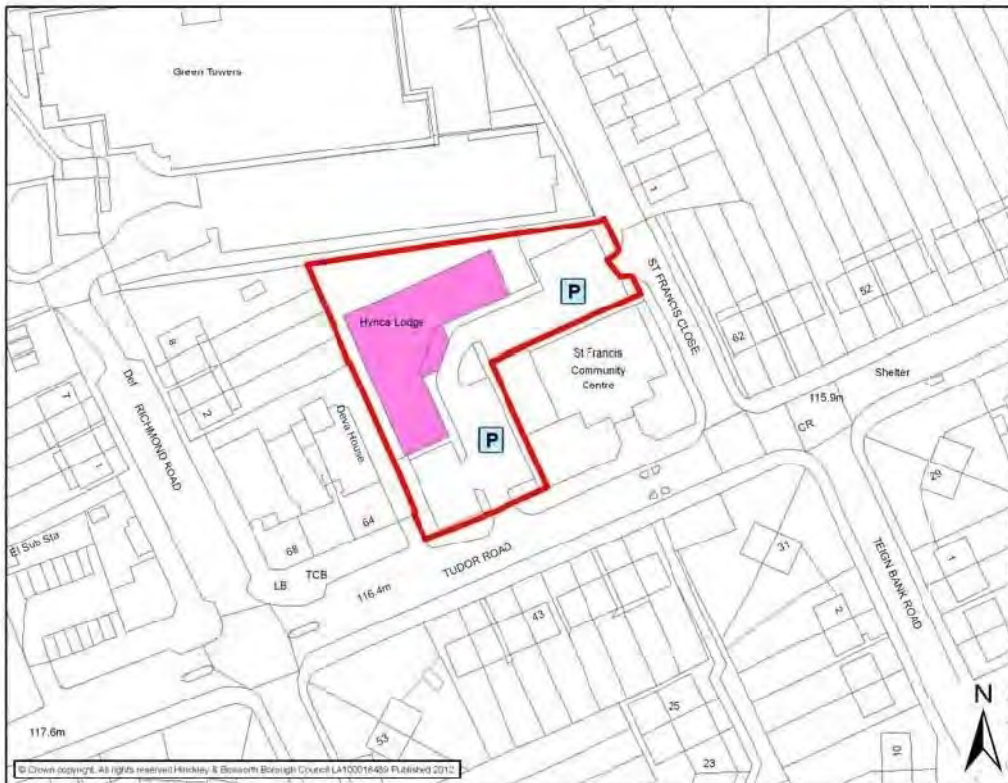 Green Towers
1
P
ST FRANCIS CLOSE
Hynca Lodge
52
62
St Francis
Community
Centre
Shelter
8
115.9m
Def
RICHMOND ROAD
2
7
Deva House
P
CR
1
29
64
El Sub Sta
68
TUDOR ROAD
31
TEIGN BANK ROAD
1
TCB
LB
116.4m
43
2
N
25
117.6m
53
23
10
© Crown copyright. All rights reserved Hinckley & Bosworth Borough Council LA100018489 Published 2012